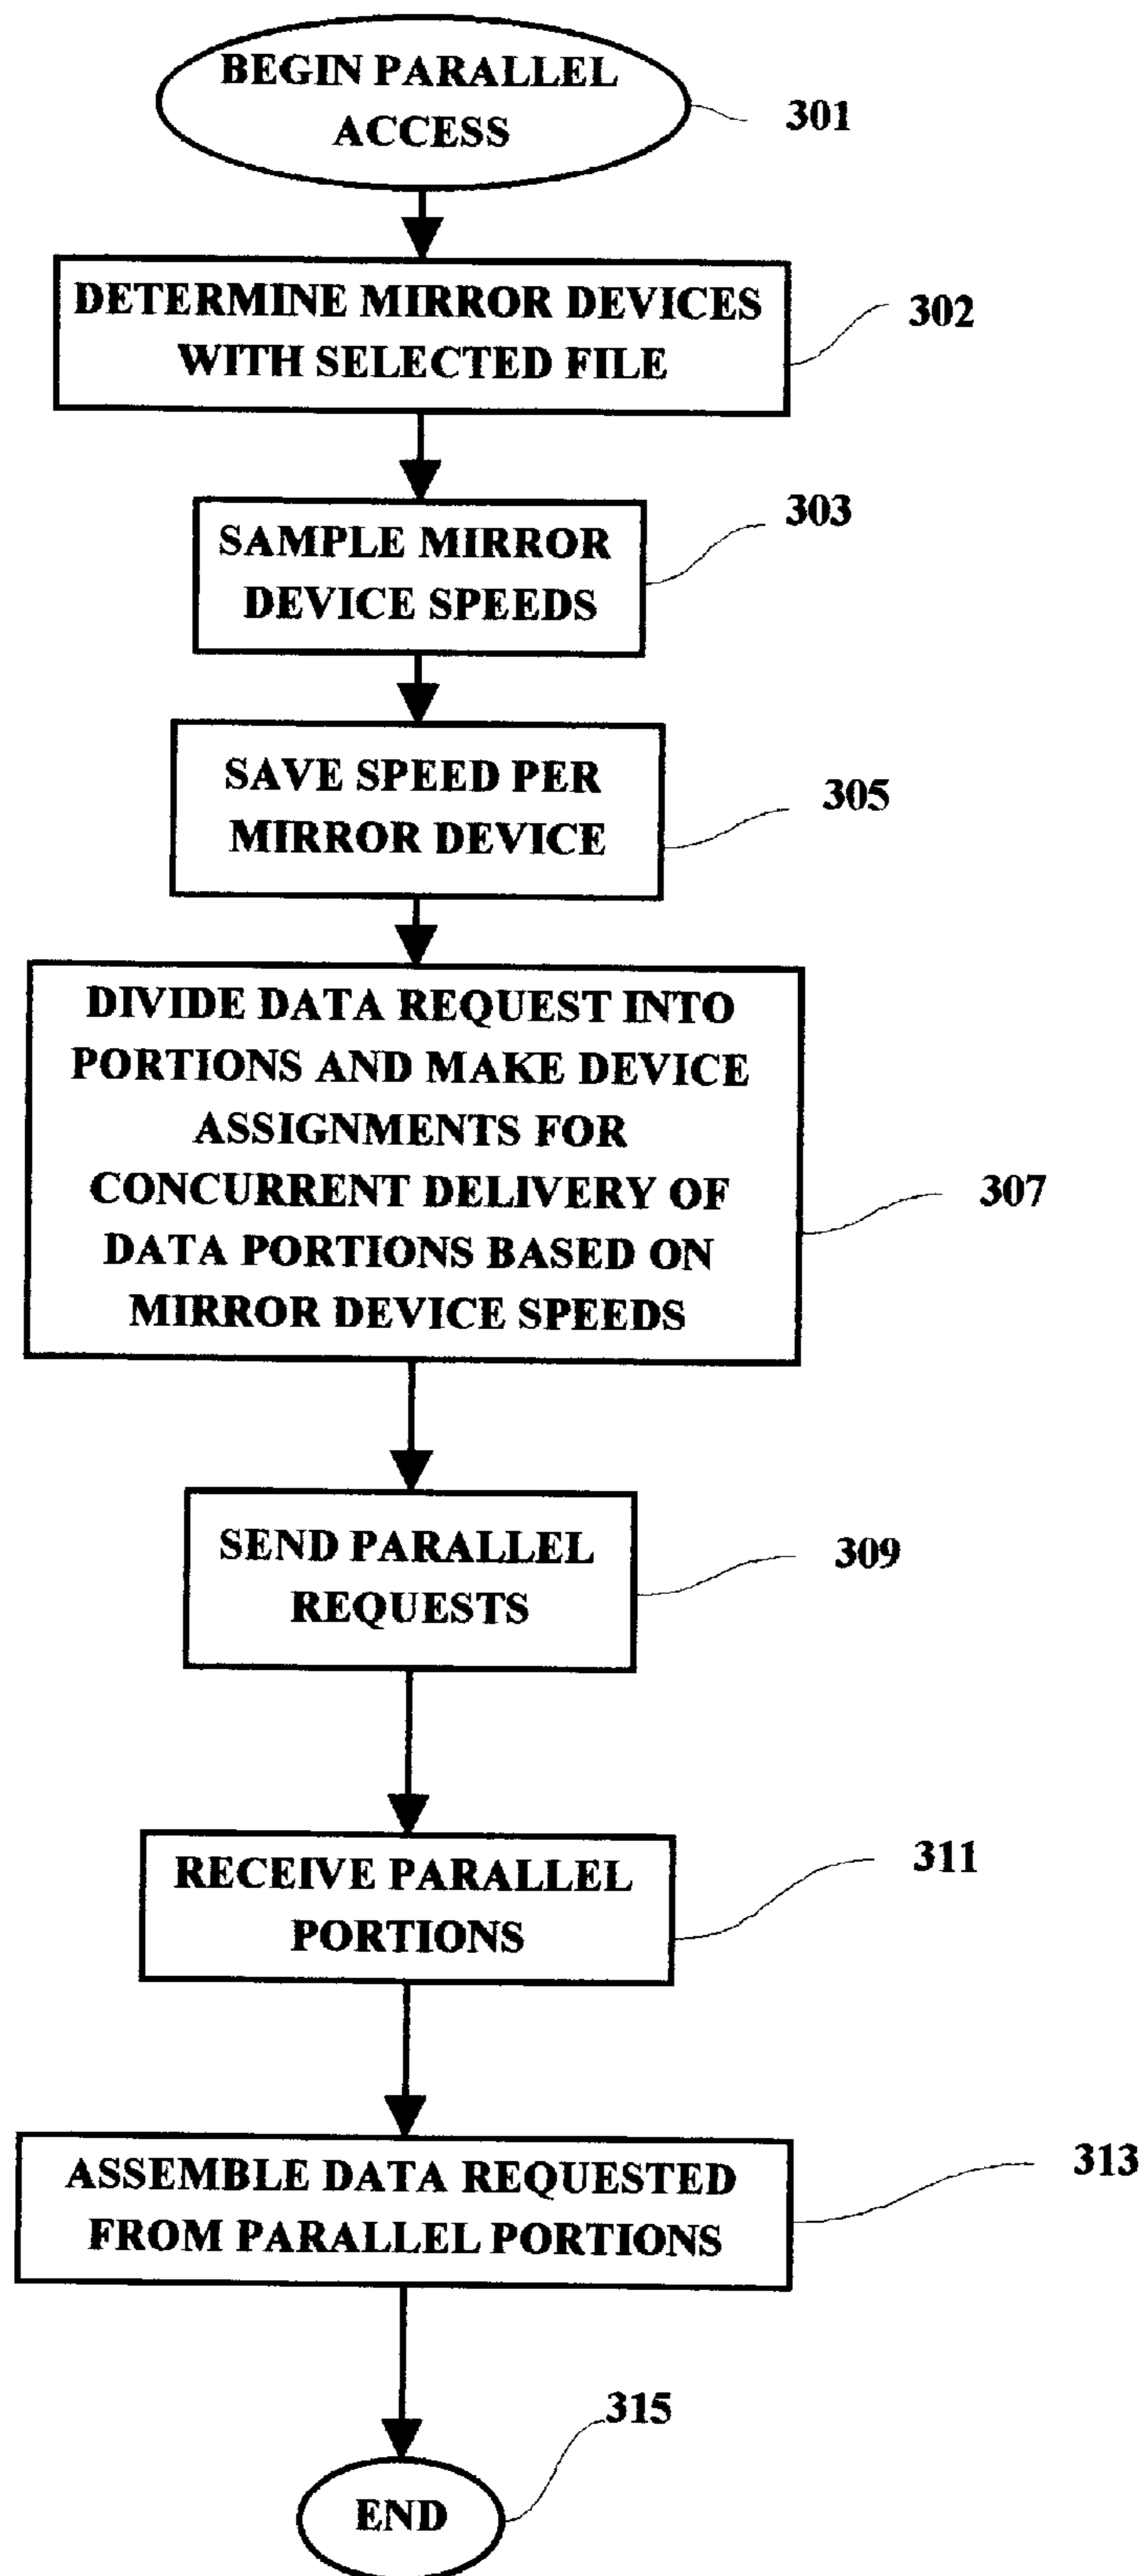 BEGIN PARALLEL
ACCESS
301
DETERMINE MIRROR DEVICES
WITH SELECTED FILE
302
SAMPLE MIRROR
DEVICE SPEEDS
303
SAVE SPEED PER
MIRROR DEVICE
305
DIVIDE DATA REQUEST INTO
PORTIONS AND MAKE DEVICE
ASSIGNMENTS FOR
CONCURRENT DELIVERY OF
DATA PORTIONS BASED ON
MIRROR DEVICE SPEEDS
307
SEND PARALLEL
REQUESTS
309
RECEIVE PARALLEL
PORTIONS
311
ASSEMBLE DATA REQUESTED
FROM PARALLEL PORTIONS
313
END
315